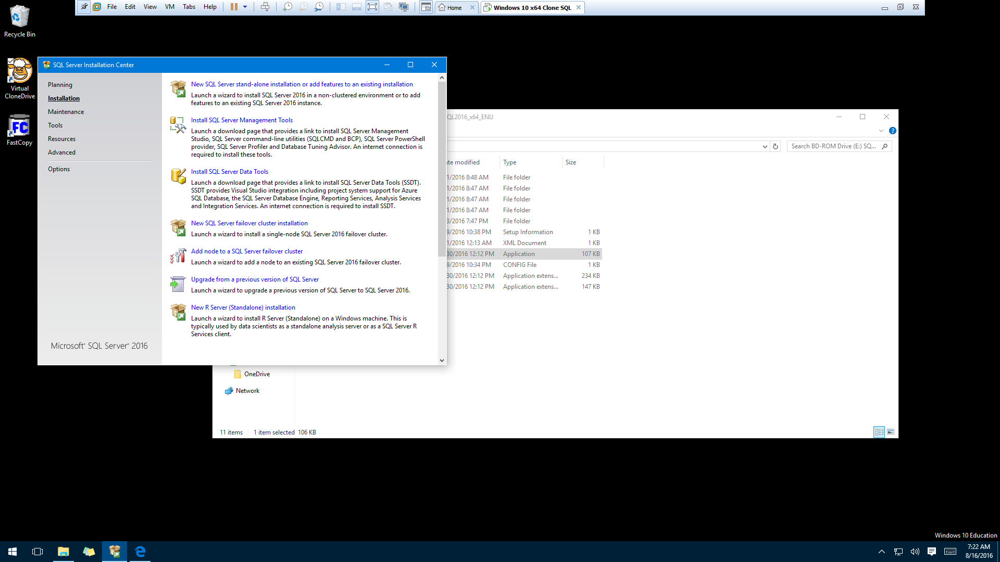 File Edit View VM Tabs Help
Home
Windows 10 x64 Clone SQL
Recycle Bin
Virtual
CloneDrive
FC
FastCopy
SQL Server Installation Center
Planning
Installation
Maintenance
Tools
Resources
Advanced
Options
Microsoft® SQL Server® 2016
New SQL Server stand-alone installation or add features to an existing installation
Launch a wizard to install SQL Server 2016 in a non-clustered environment or to add
features to an existing SQL Server 2016 instance.
Install SQL Server Management Tools
Launch a download page that provides a link to install SQL Server Management
Studio, SQL Server command-line utilities (SQLCMD and BCP), SQL Server PowerShell
provider, SQL Server Profiler and Database Tuning Advisor. An internet connection is
required to install these tools.
Install SQL Server Data Tools
Launch a download page that provides a link to install SQL Server Data Tools (SSDT).
SSDT provides Visual Studio integration including project system support for Azure
SQL Database, the SQL Server Database Engine, Reporting Services, Analysis Services
and Integration Services. An internet connection is required to install SSDT.
New SQL Server failover cluster installation
Launch a wizard to install a single-node SQL Server 2016 failover cluster.
Add node to a SQL Server failover cluster
Launch a wizard to add a node to an existing SQL Server 2016 failover cluster.
Upgrade from a previous version of SQL Server
Launch a wizard to upgrade a previous version of SQL Server to SQL Server 2016.
New R Server (Standalone) installation
Launch a wizard to install R Server (Standalone) on a Windows machine. This is
typically used by data scientists as a standalone analysis server or as a SQL Server R
Services client.
QL2016_x64_ENU
Search BD-ROM Drive (E:) SQ...
te modified Type Size
1/2016 8:48 AM File folder
1/2016 8:47 AM File folder
1/2016 8:47 AM File folder
1/2016 8:47 AM File folder
3/2016 7:47 PM File folder
9/2016 10:38 PM Setup Information 1 KB
1/2016 12:13 AM XML Document 1 KB
30/2016 12:12 PM Application 107 KB
9/2016 10:34 PM CONFIG File 1 KB
30/2016 12:12 PM Application extens... 234 KB
30/2016 12:12 PM Application extens... 147 KB
OneDrive
Network
11 items 1 item selected 106 KB
Windows 10 Education
7:22 AM
8/16/2016